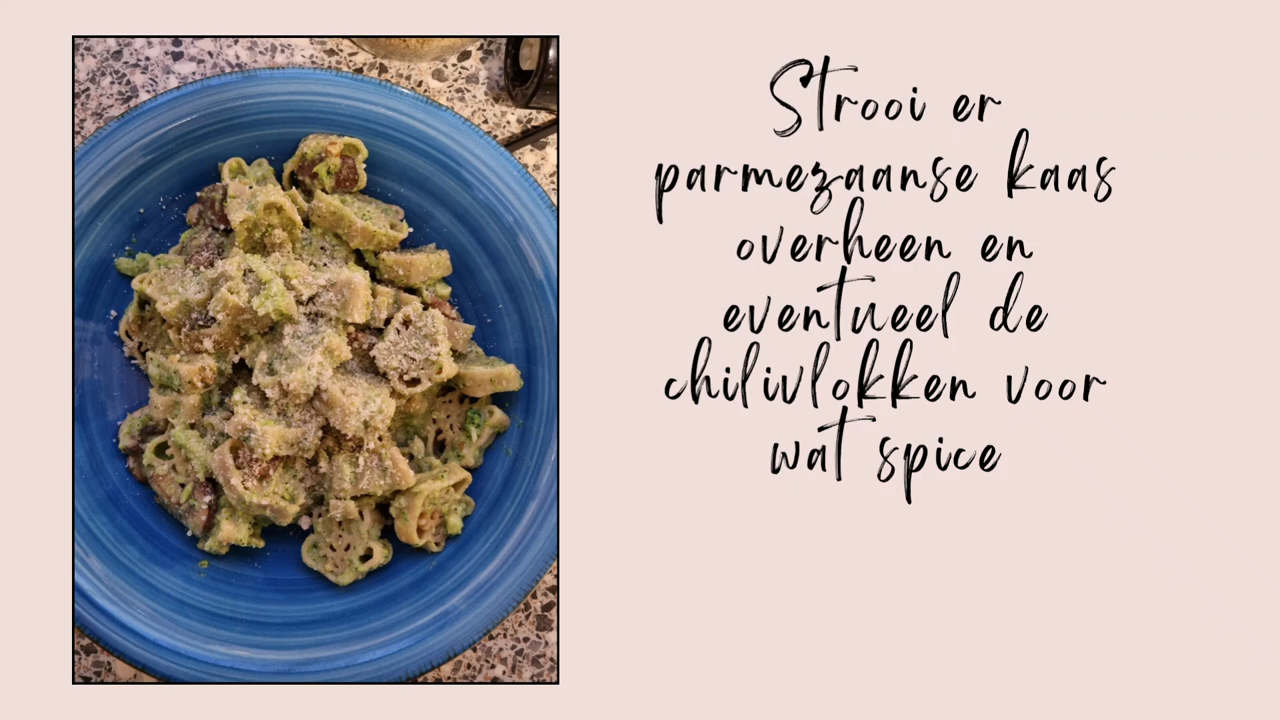 Strooi er
parmezaanse kaas
overheen en
eventueel de
chilivlokken voor
wat spice